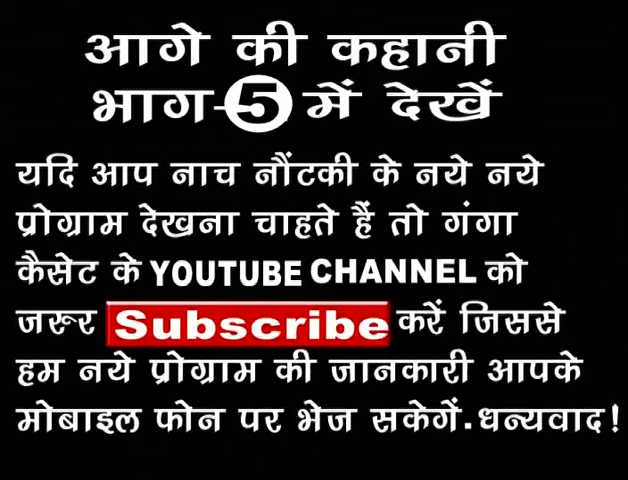 आगे की कहानी
भाग-5 में देखें
यदि आप नाच नौंटकी के नये नये
प्रोग्राम देखना चाहते हैं तो गंगा
कैसेट के YOUTUBE CHANNEL को
जरूर Subscribe करें जिससे
हम नये प्रोग्राम की जानकारी आपके
मोबाइल फोन पर भेज सकेगें.धन्यवाद!